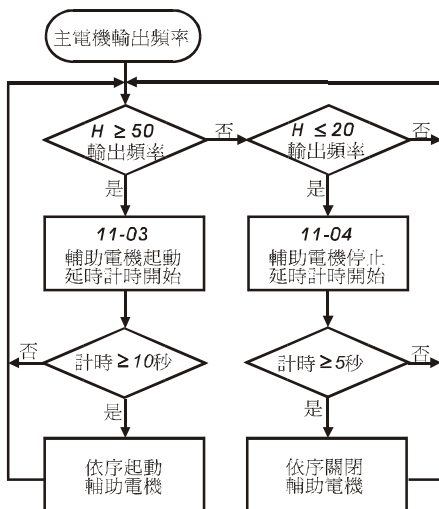 主電機輸出頻率
H ≥ 50
輸出頻率
否
H ≤ 20
輸出頻率
否
是
是
11-03
輔助電機起動
延時計時開始
11-04
輔助電機停止
延時計時開始
否
計時 ≥ 10秒
計時 ≥ 5秒
否
是
是
依序起動
輔助電機
依序關閉
輔助電機